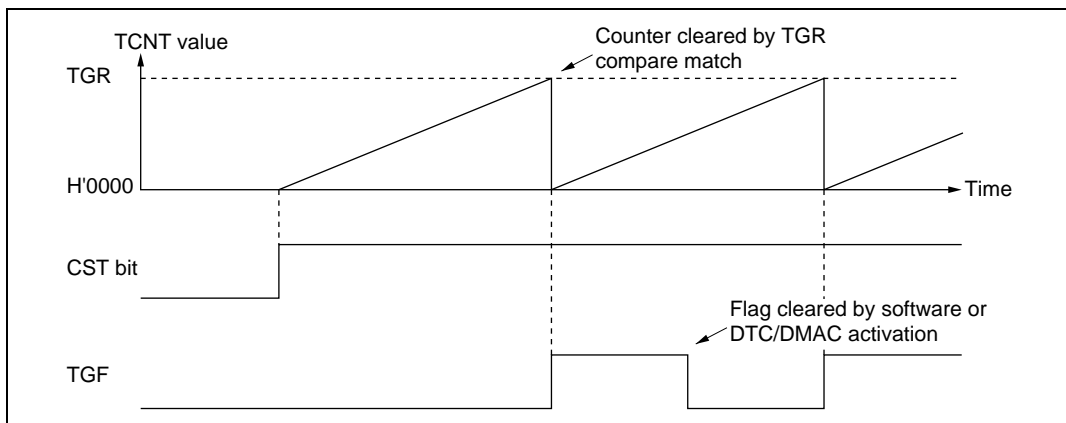 TCNT value
Counter cleared by TGR
compare match
TGR
H'0000
Time
CST bit
Flag cleared by software or
DTC/DMAC activation
TGF